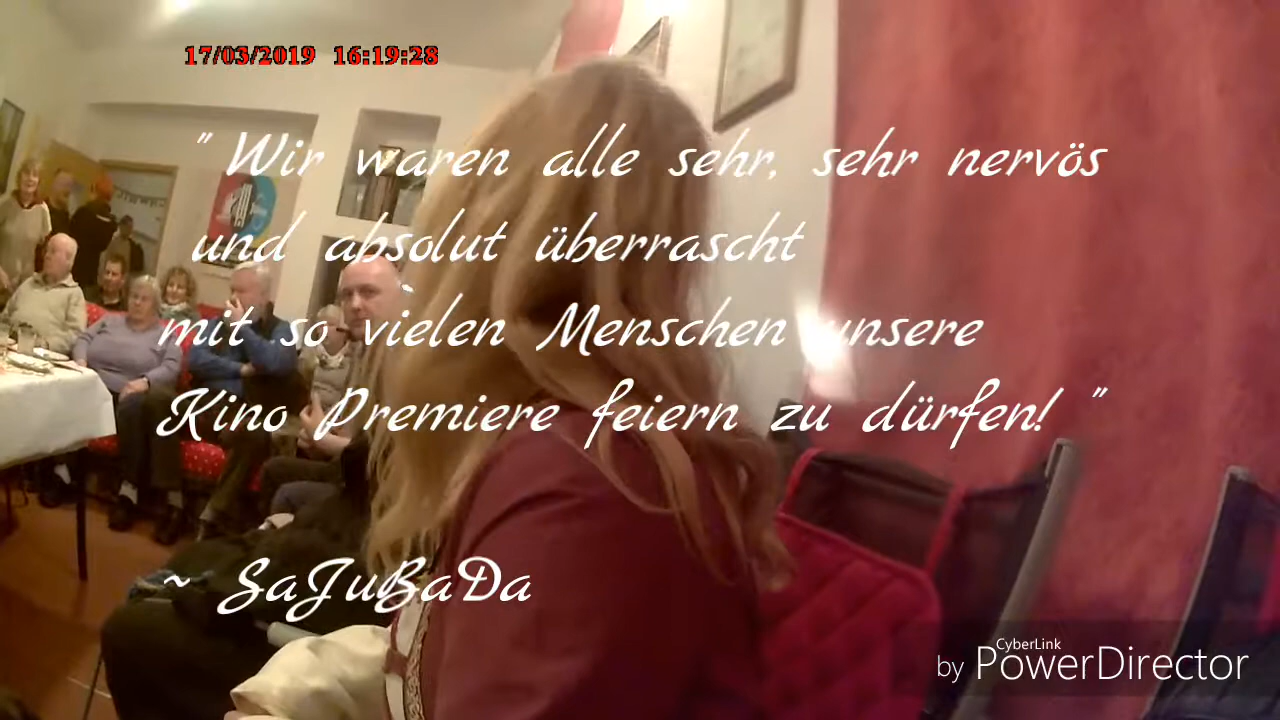 17/03/2019 16:19:28
" Wir waren alle sehr, sehr nervös
und absolut überrascht
mit so vielen Menschen unsere
Kino Premiere feiern zu dürfen! "
~ SaJuBaDa
CyberLink
by PowerDirector